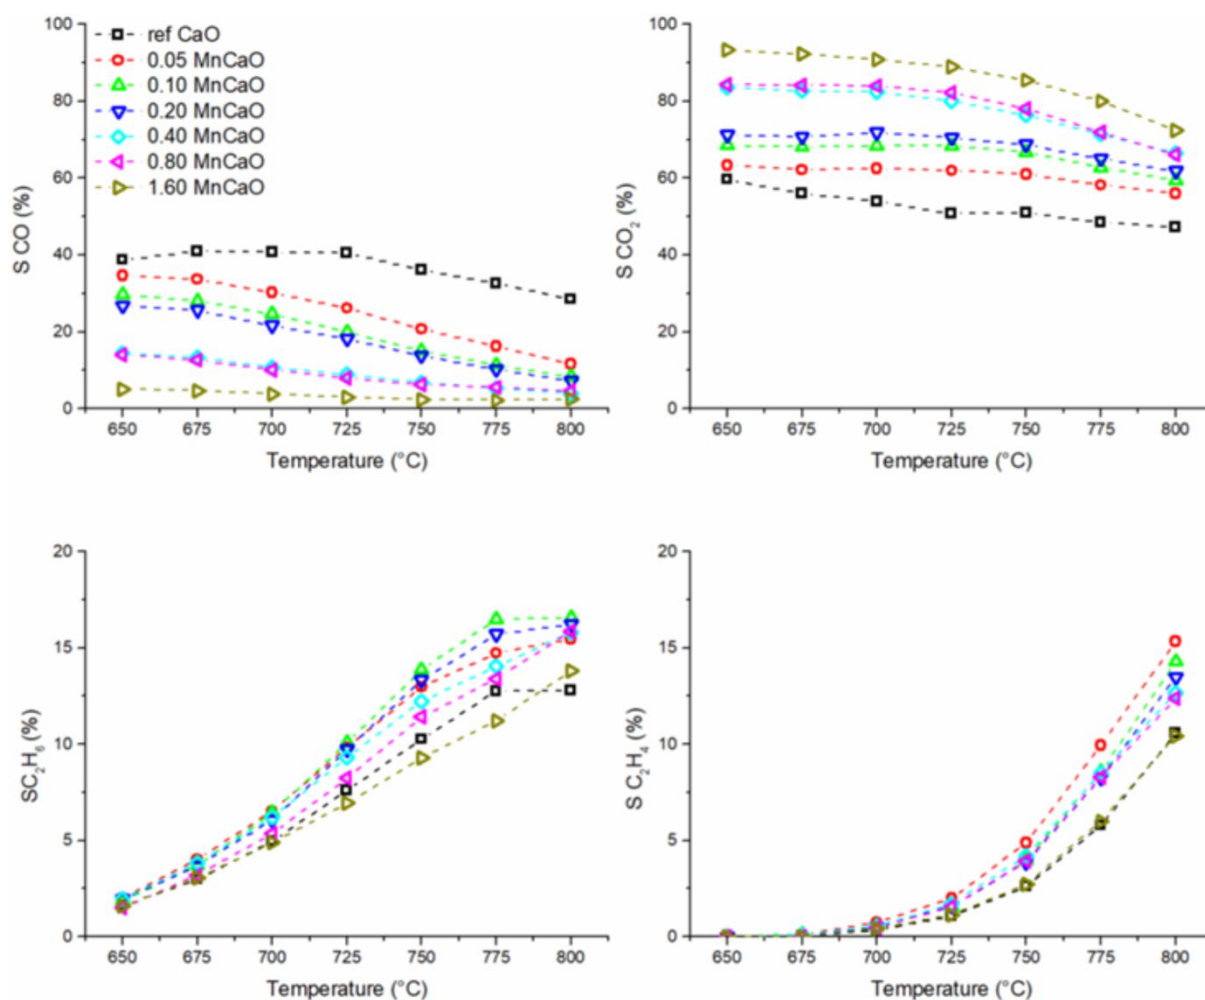 100
80
60
40
20
0
S CO (%)
ref CaO
0.05 MnCaO
0.10 MnCaO
0.20 MnCaO
0.40 MnCaO
0.80 MnCaO
1.60 MnCaO
650 675 700 725 750 775 800
Temperature (°C)
100
80
60
40
20
0
S CO₂ (%)
650 675 700 725 750 775 800
Temperature (°C)
20
15
10
5
0
SC₂H₆ (%)
650 675 700 725 750 775 800
Temperature (°C)
20
15
10
5
0
S C₂H₄ (%)
650 675 700 725 750 775 800
Temperature (°C)